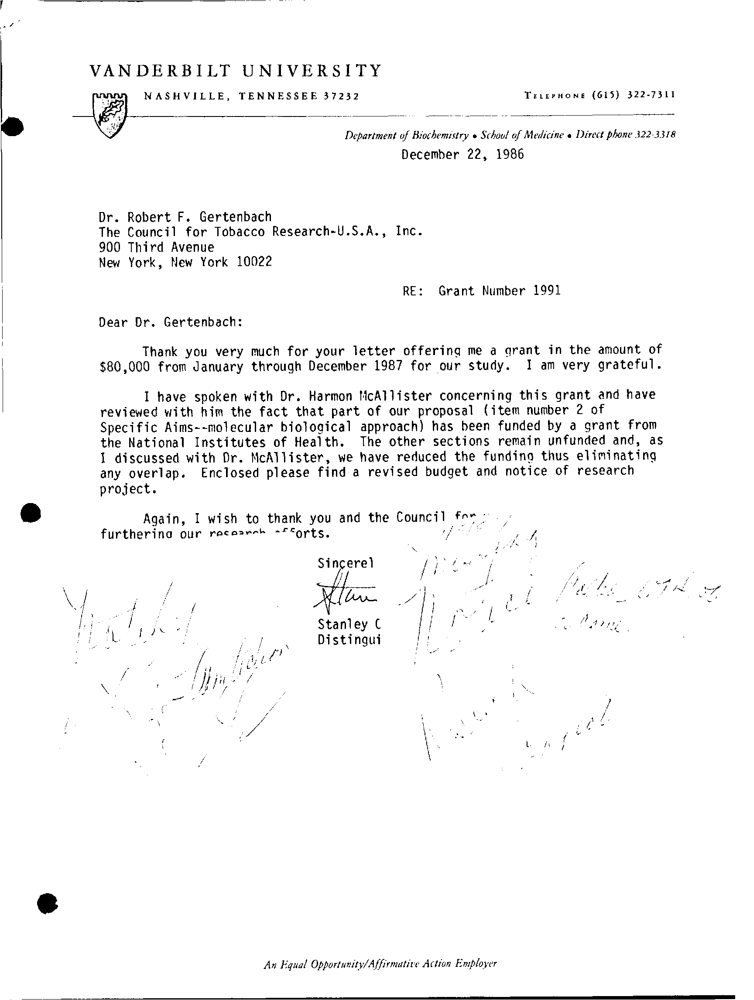 VANDERBILT UNIVERSITY
NASHVILLE, TENNESSEE 37232
TELEPHONE (615) 322-7311
Department of Biochemistry • School of Medicine • Direct phone 322-3318
December 22, 1986
Dr. Robert F. Gertenbach
The Council for Tobacco Research-U.S.A., Inc.
900 Third Avenue
New York, New York 10022
RE: Grant Number 1991
Dear Dr. Gertenbach:
Thank you very much for your letter offering me a grant in the amount of
$80,000 from January through December 1987 for our study. I am very grateful.
I have spoken with Dr. Harmon McAllister concerning this grant and have
reviewed with him the fact that part of our proposal (item number 2 of
Specific Aims--molecular biological approach) has been funded by a grant from
the National Institutes of Health. The other sections remain unfunded and, as
I discussed with Dr. McAllister, we have reduced the funding thus eliminating
any overlap. Enclosed please find a revised budget and notice of research
project.
Again, I wish to thank you and the Council for
furthering our research efforts.
Sincerel
Stan
Stanley C
Distingui
An Equal Opportunity/Affirmative Action Employer